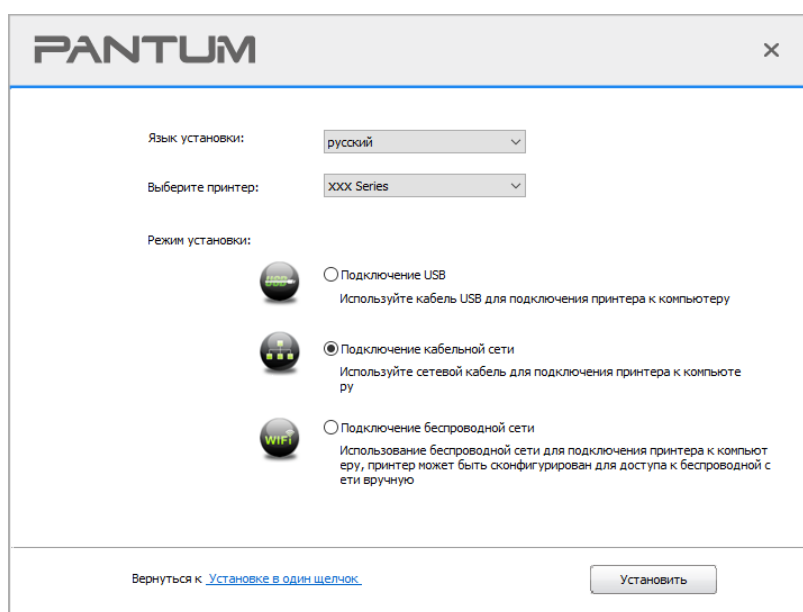 PANTUM
Язык установки:
русский
Выберите принтер:
XXX Series
Режим установки:
USB
Подключение USB
Используйте кабель USB для подключения принтера к компьютеру
Подключение кабельной сети
Используйте сетевой кабель для подключения принтера к компьюте
ру
WiFi
Подключение беспроводной сети
Использование беспроводной сети для подключения принтера к компьют
еру, принтер может быть сконфигурирован для доступа к беспроводной с
ети вручную
Вернуться к Установке в один щелчок
Установить